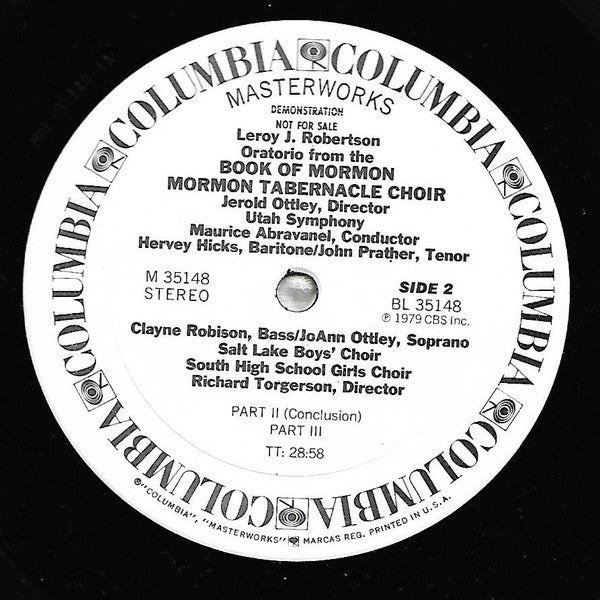 COLUMBIA COLUMBIA COLUMBIA COLUMBIA COLUMBIA COLUMBIA COLUMBIA COLUMBIA
MASTERWORKS
DEMONSTRATION
NOT FOR SALE
Leroy J. Robertson
Oratorio from the
BOOK OF MORMON
MORMON TABERNACLE CHOIR
Jerold Ottley, Director
Utah Symphony
Maurice Abravanel, Conductor
Hervey Hicks, Baritone/John Prather, Tenor
M 35148
STEREO
SIDE 2
BL 35148
℗ 1979 CBS Inc.
Clayne Robison, Bass/JoAnn Ottley, Soprano
Salt Lake Boys' Choir
South High School Girls Choir
Richard Torgerson, Director
PART II (Conclusion)
PART III
TT: 28:58
®"COLUMBIA", "MASTERWORKS" MARCAS REG. PRINTED IN U.S.A.